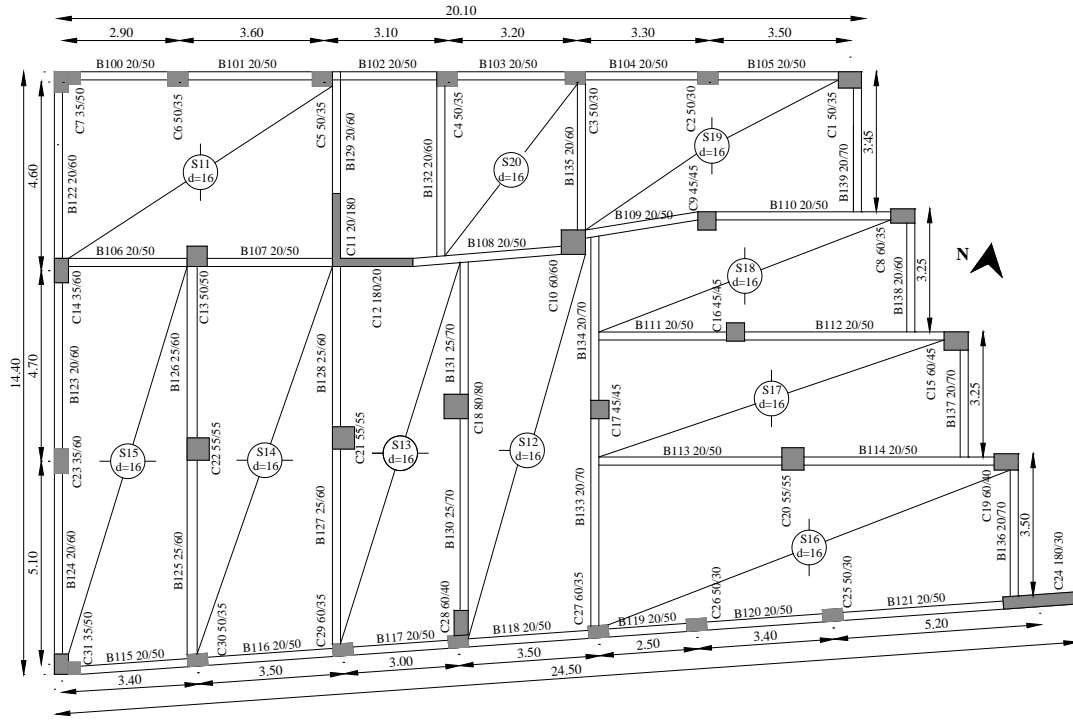 20.10
2.90 3.60 3.10 3.20 3.30 3.50
B100 20/50 B101 20/50 B102 20/50 B103 20/50 B104 20/50 B105 20/50
C7 35/50
C6 50/35
C5 50/35
C4 50/35
C3 50/30
C2 50/30
C1 50/35
B122 20/60
B129 20/60
B132 20/60
B135 20/60
B139 20/70
4.60
3.45
S11
d=16
S20
d=16
S19
d=16
C9 45/45
C11 20/180
B106 20/50 B107 20/50 B108 20/50 B109 20/50 B110 20/50
C14 35/60
C13 50/50
C12 180/20
C10 60/60
C8 60/35
S18
d=16
N
3.25
B138 20/60
C16 45/45
B111 20/50 B112 20/50
14.40
4.70
B123 20/60
B126 25/60
B128 25/60
B131 25/70
B134 20/70
C15 60/45
B137 20/70
3.25
S17
d=16
C18 80/80
C17 45/45
C23 35/60
C22 55/55
C21 55/55
S15
d=16
S14
d=16
S13
d=16
S12
d=16
B113 20/50 B114 20/50
C20 55/55
C19 60/40
B136 20/70
3.50
5.10
B124 20/60
B125 25/60
B127 25/60
B130 25/70
B133 20/70
S16
d=16
C31 35/50
C30 50/35
C29 60/35
C28 60/40
C27 60/35
C26 50/30
C25 50/30
C24 180/30
B115 20/50 B116 20/50 B117 20/50 B118 20/50 B119 20/50 B120 20/50 B121 20/50
3.40 3.50 3.00 3.50 2.50 3.40 5.20
24.50